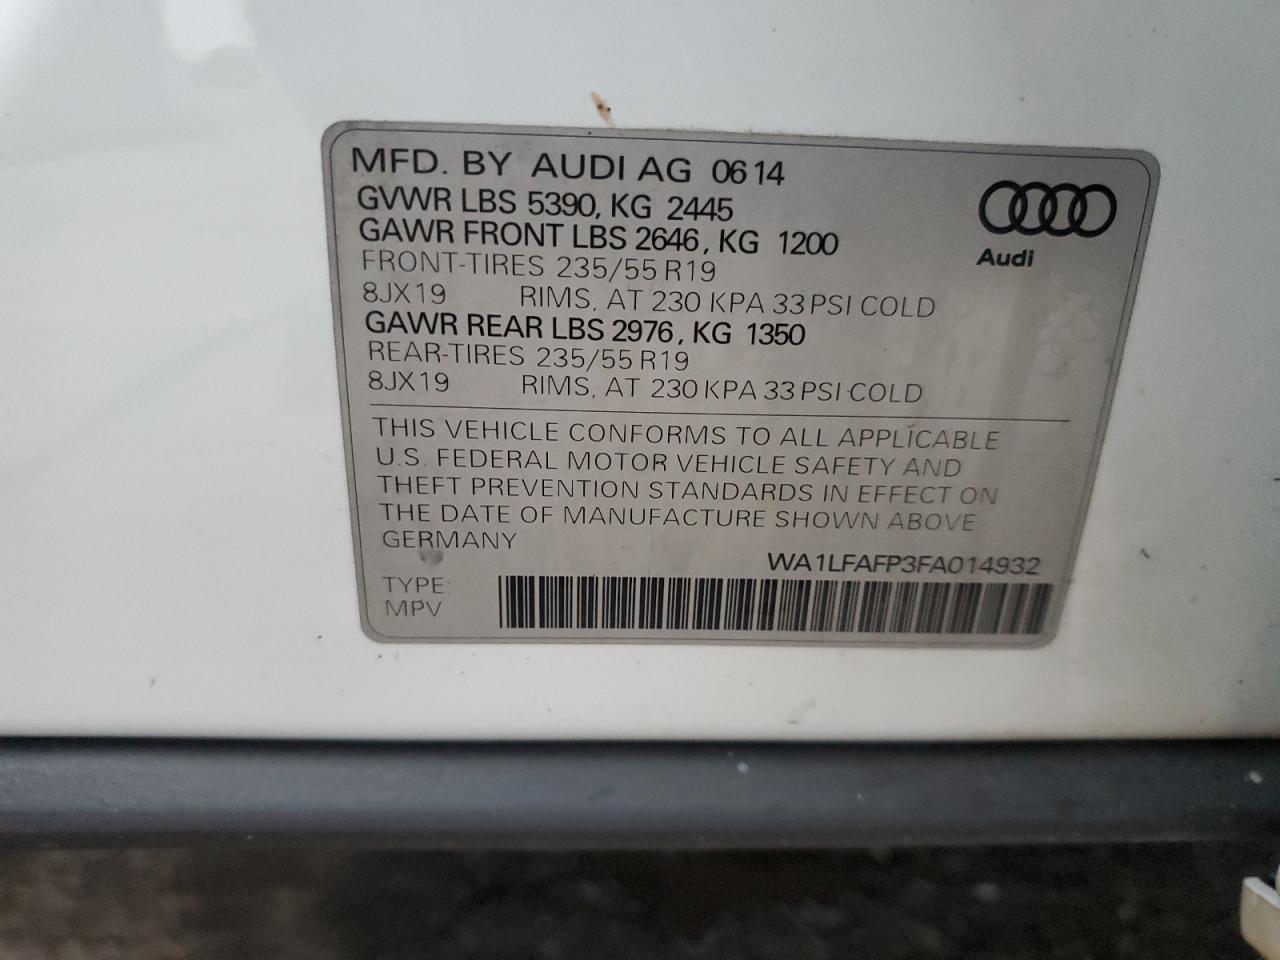 MFD. BY AUDI AG 0614
GVWR LBS 5390, KG 2445
GAWR FRONT LBS 2646, KG 1200
FRONT-TIRES 235/55 R19
8JX19 RIMS, AT 230 KPA 33 PSI COLD
GAWR REAR LBS 2976, KG 1350
REAR-TIRES 235/55 R19
8JX19 RIMS, AT 230 KPA 33 PSI COLD
Audi
THIS VEHICLE CONFORMS TO ALL APPLICABLE
U.S. FEDERAL MOTOR VEHICLE SAFETY AND
THEFT PREVENTION STANDARDS IN EFFECT ON
THE DATE OF MANUFACTURE SHOWN ABOVE
GERMANY
WA1LFAFP3FA014932
TYPE:
MPV